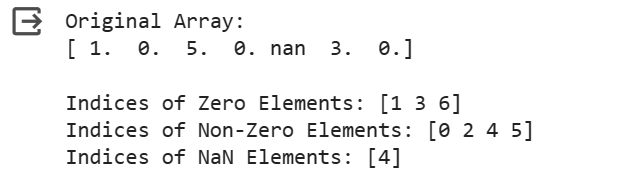 Original Array:
[ 1.  0.  5.  0. nan  3.  0.]
Indices of Zero Elements: [1 3 6]
Indices of Non-Zero Elements: [0 2 4 5]
Indices of NaN Elements: [4]